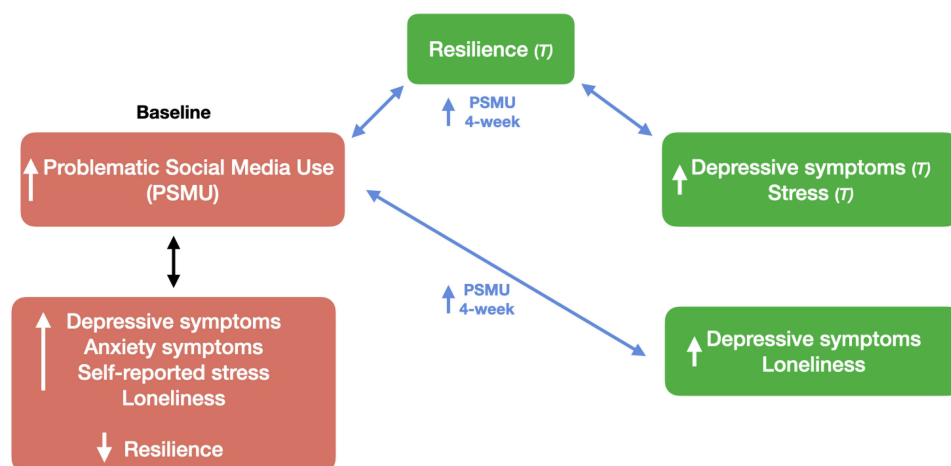 Resilience (T)
PSMU
4-week
Baseline
Problematic Social Media Use
(PSMU)
Depressive symptoms (T)
Stress (T)
PSMU
4-week
Depressive symptoms
Anxiety symptoms
Self-reported stress
Loneliness
Resilience
Depressive symptoms
Loneliness